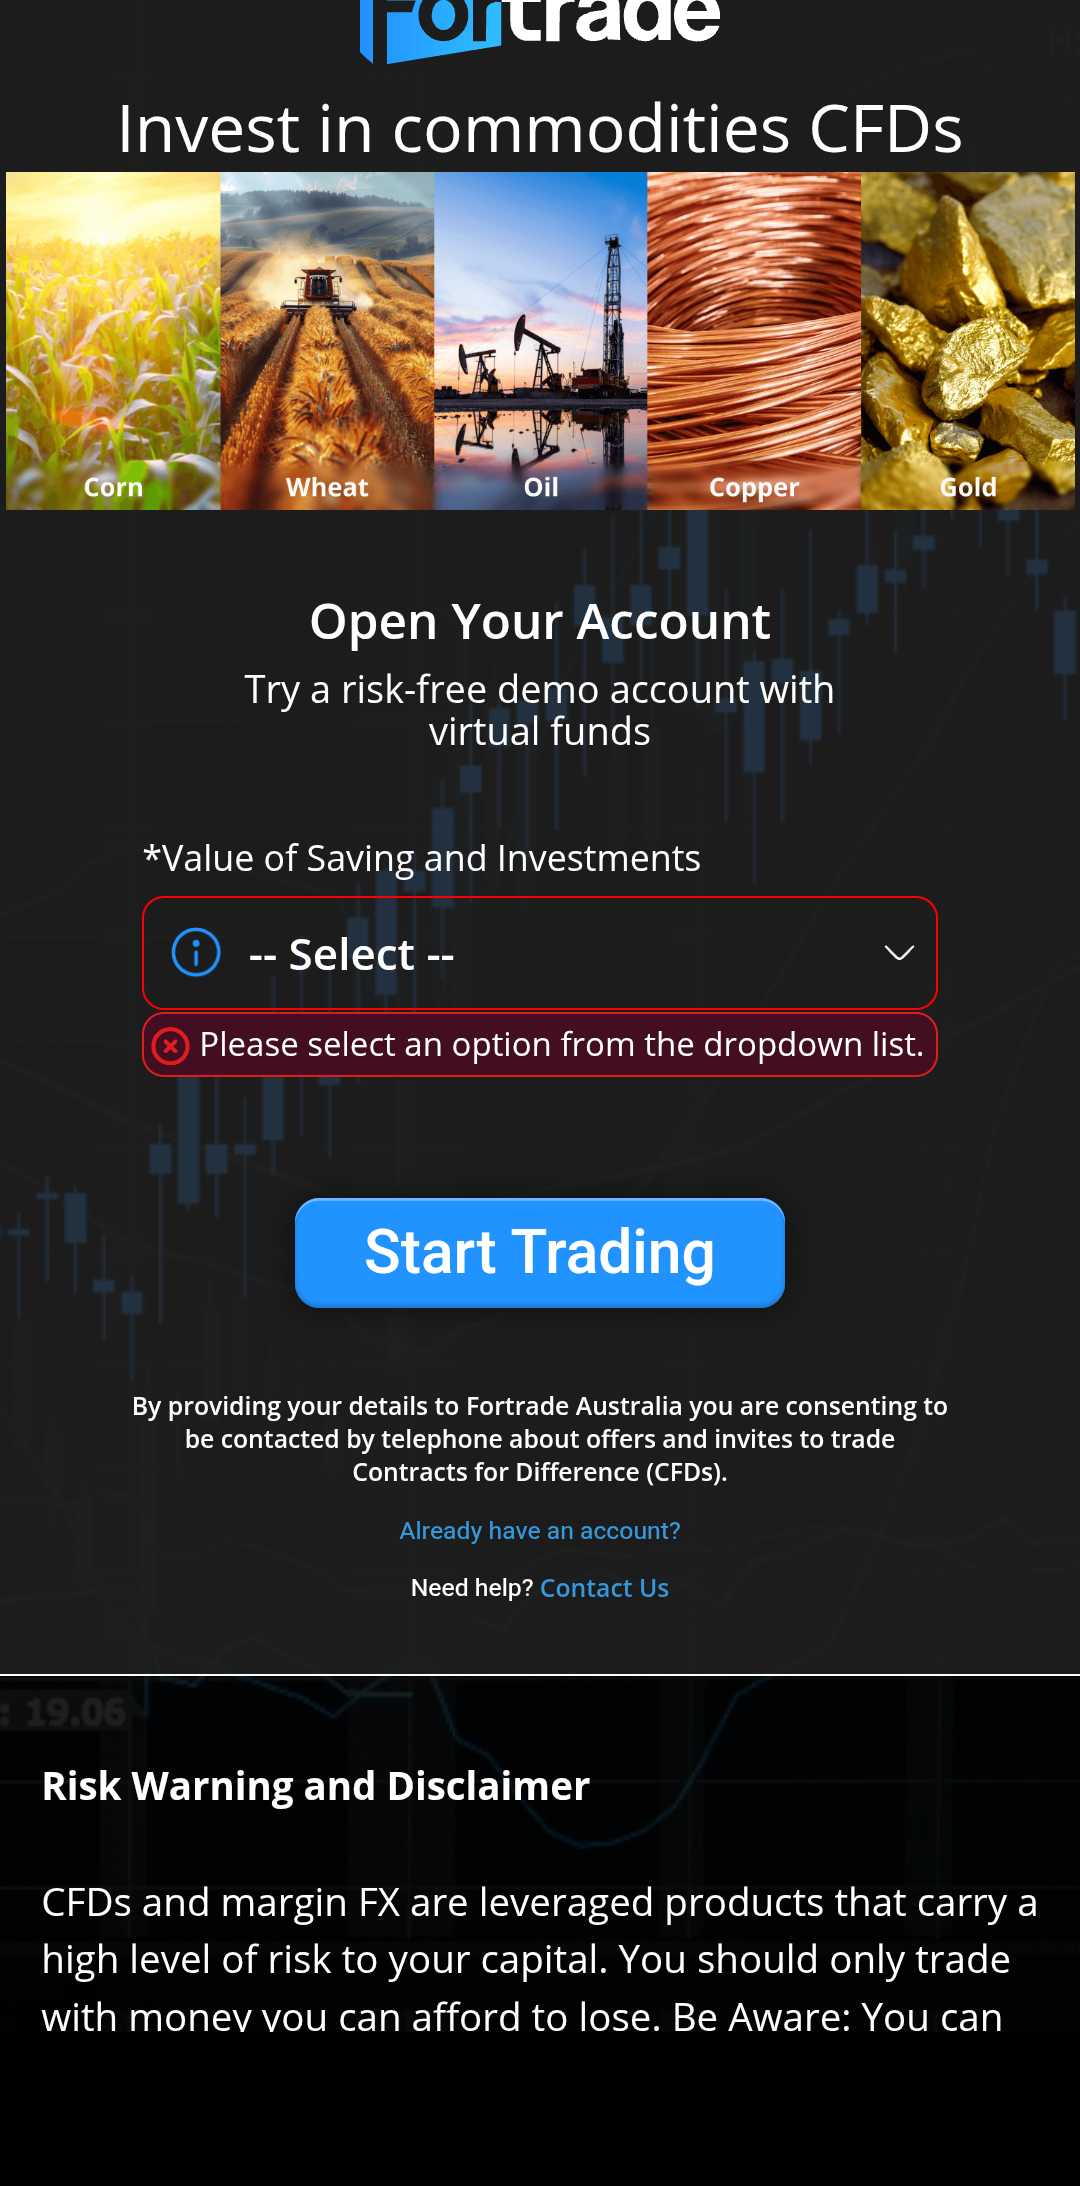 Fortrade
Invest in commodities CFDs
Corn Wheat Oil Copper Gold
Open Your Account
Try a risk-free demo account with
virtual funds
*Value of Saving and Investments
-- Select --
Please select an option from the dropdown list.
Start Trading
By providing your details to Fortrade Australia you are consenting to
be contacted by telephone about offers and invites to trade
Contracts for Difference (CFDs).
Already have an account?
Need help? Contact Us
: 19.06
Risk Warning and Disclaimer
CFDs and margin FX are leveraged products that carry a
high level of risk to your capital. You should only trade
with money you can afford to lose. Be Aware: You can